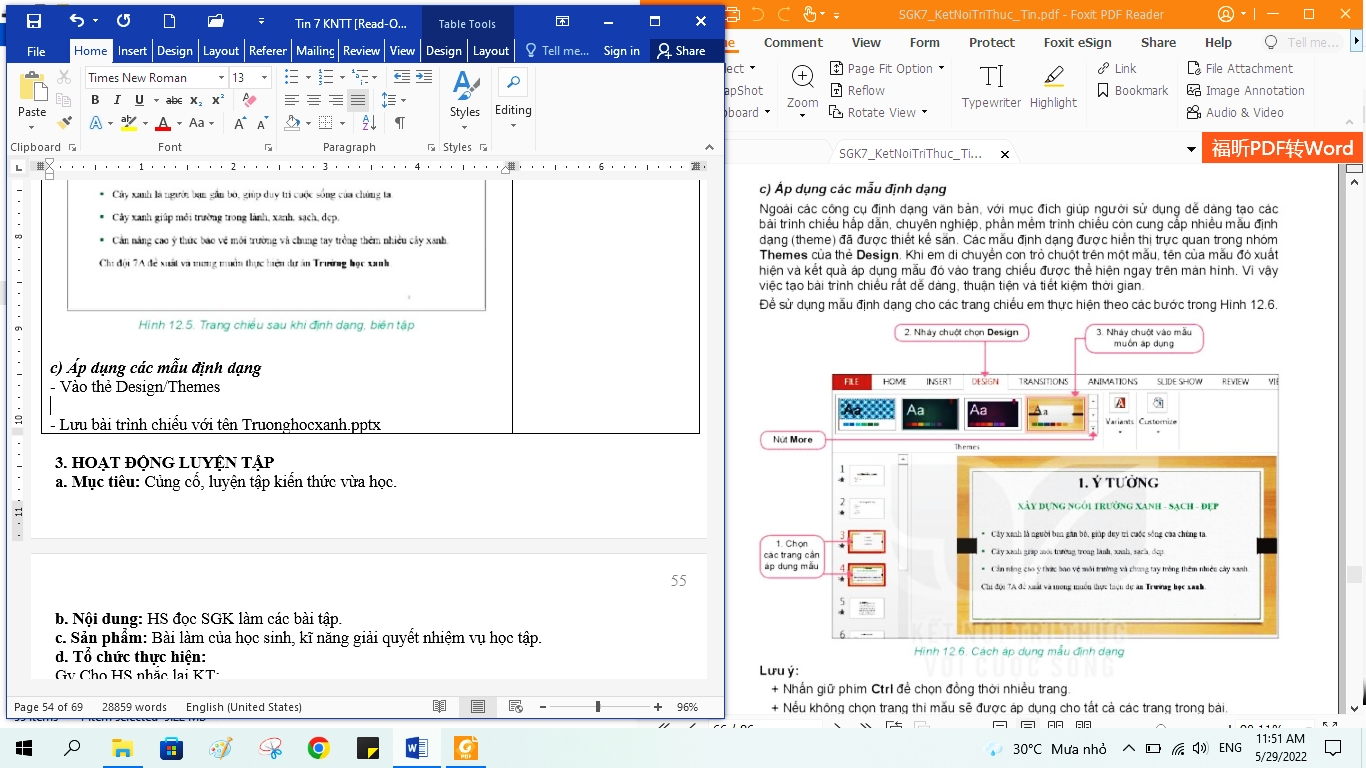 Tin 7 KNTT [Read-O...
Table Tools
File
Home
Insert
Design
Layout
Referer
Mailing
Review
View
Design
Layout
Tell me...
Sign in
Share
Times New Roman
13
Paste
Styles
Editing
Clipboard
Font
Paragraph
Styles
Cây xanh là người bạn gắn bó, giúp duy trì cuộc sống của chúng ta.
Cây xanh giúp môi trường trong lành, xanh, sạch, đẹp.
Cần nâng cao ý thức bảo vệ môi trường và chung tay trồng thêm nhiều cây xanh.
Chi đội 7A đề xuất và mong muốn thực hiện dự án Trường học xanh.
Hình 12.5. Trang chiếu sau khi định dạng, biên tập
c) Áp dụng các mẫu định dạng
- Vào thẻ Design/Themes
- Lưu bài trình chiếu với tên Truonghocxanh.pptx
3. HOẠT ĐỘNG LUYỆN TẬP
a. Mục tiêu: Củng cố, luyện tập kiến thức vừa học.
55
b. Nội dung: HS đọc SGK làm các bài tập.
c. Sản phẩm: Bài làm của học sinh, kĩ năng giải quyết nhiệm vụ học tập.
d. Tổ chức thực hiện:
Gv Cho HS nhắc lại KT:
Page 54 of 69
28859 words
English (United States)
96%
SGK7_KetNoiTriThuc_Tin.pdf - Foxit PDF Reader
Comment
View
Form
Protect
Foxit eSign
Share
Help
Tell me...
Zoom
Page Fit Option
Reflow
Rotate View
Typewriter
Highlight
Link
Bookmark
File Attachment
Image Annotation
Audio & Video
SGK7_KetNoiTriThuc_Ti...
福昕PDF转Word
c) Áp dụng các mẫu định dạng
Ngoài các công cụ định dạng văn bản, với mục đích giúp người sử dụng dễ dàng tạo các
bài trình chiếu hấp dẫn, chuyên nghiệp, phần mềm trình chiếu còn cung cấp nhiều mẫu định
dạng (theme) đã được thiết kế sẵn. Các mẫu định dạng được hiển thị trực quan trong nhóm
Themes của thẻ Design. Khi em di chuyển con trỏ chuột trên một mẫu, tên của mẫu đó xuất
hiện và kết quả áp dụng mẫu đó vào trang chiếu được thể hiện ngay trên màn hình. Vì vậy
việc tạo bài trình chiếu rất dễ dàng, thuận tiện và tiết kiệm thời gian.
Để sử dụng mẫu định dạng cho các trang chiếu em thực hiện theo các bước trong Hình 12.6.
2. Nháy chuột chọn Design
3. Nháy chuột vào mẫu
muốn áp dụng
FILE
HOME
INSERT
DESIGN
TRANSITIONS
ANIMATIONS
SLIDE SHOW
REVIEW
Variants
Customize
Nút More
Themes
1. Chọn
các trang cần
áp dụng mẫu
1
2
3
4
5
6
1. Ý TƯỞNG
XÂY DỰNG NGÔI TRƯỜNG XANH - SẠCH - ĐẸP
Cây xanh là người bạn gắn bó, giúp duy trì cuộc sống của chúng ta.
Cây xanh giúp môi trường trong lành, xanh, sạch, đẹp.
Cần nâng cao ý thức bảo vệ môi trường và chung tay trồng thêm nhiều cây xanh.
Chi đội 7A đề xuất và mong muốn thực hiện dự án Trường học xanh.
KẾT NỐI TRI THỨC
VỚI CUỘC SỐNG
Hình 12.6. Cách áp dụng mẫu định dạng
Lưu ý:
+ Nhấn giữ phím Ctrl để chọn đồng thời nhiều trang.
+ Nếu không chọn trang thì mẫu sẽ được áp dụng cho tất cả các trang trong bài.
30°C Mưa nhỏ
ENG
11:51 AM
5/29/2022